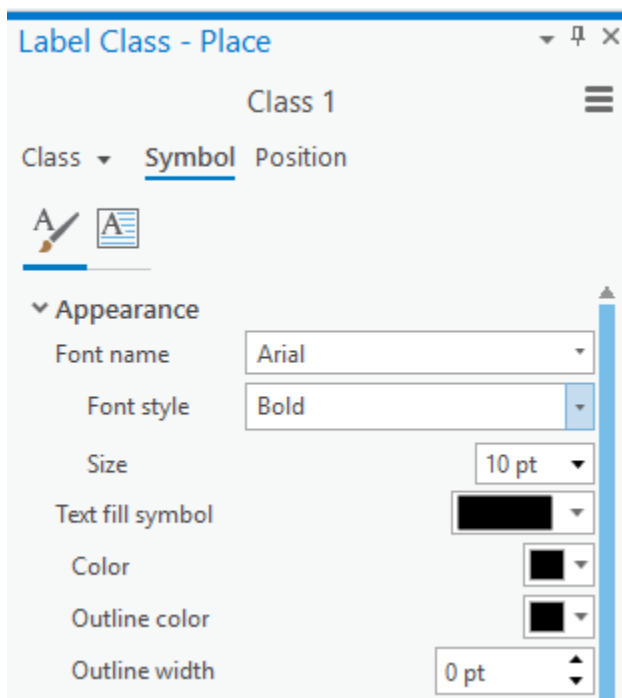 Label Class - Place
Class 1
Class Symbol Position
A A
Appearance
Font name Arial
Font style Bold
Size 10 pt
Text fill symbol
Color
Outline color
Outline width 0 pt